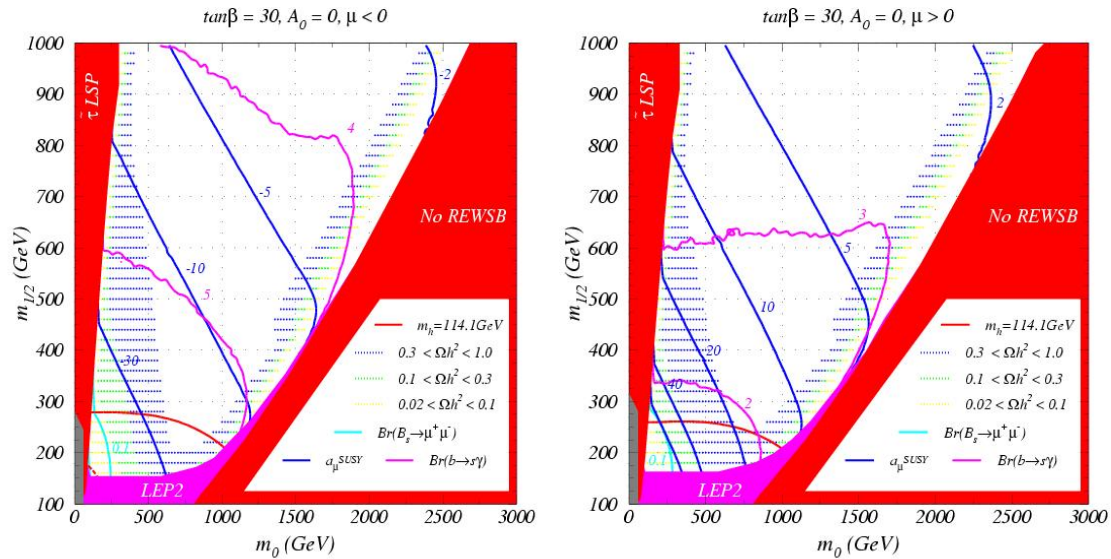 tanβ = 30, A₀ = 0, μ < 0
1000
900
800
700
600
500
400
300
200
100
m₁/₂ (GeV)
τ̃ LSP
-2
4
-5
-10
5
-30
0.1
No REWSB
LEP2
mₕ=114.1GeV
0.3 < Ωh² < 1.0
0.1 < Ωh² < 0.3
0.02 < Ωh² < 0.1
Br(Bₛ→μ⁺μ⁻)
a_μ^SUSY
Br(b→sγ)
0 500 1000 1500 2000 2500 3000
m₀ (GeV)
tanβ = 30, A₀ = 0, μ > 0
1000
900
800
700
600
500
400
300
200
100
m₁/₂ (GeV)
τ̃ LSP
2
3
5
10
-20
40
2
0.1
No REWSB
LEP2
mₕ=114.1GeV
0.3 < Ωh² < 1.0
0.1 < Ωh² < 0.3
0.02 < Ωh² < 0.1
Br(Bₛ→μ⁺μ⁻)
a_μ^SUSY
Br(b→sγ)
0 500 1000 1500 2000 2500 3000
m₀ (GeV)